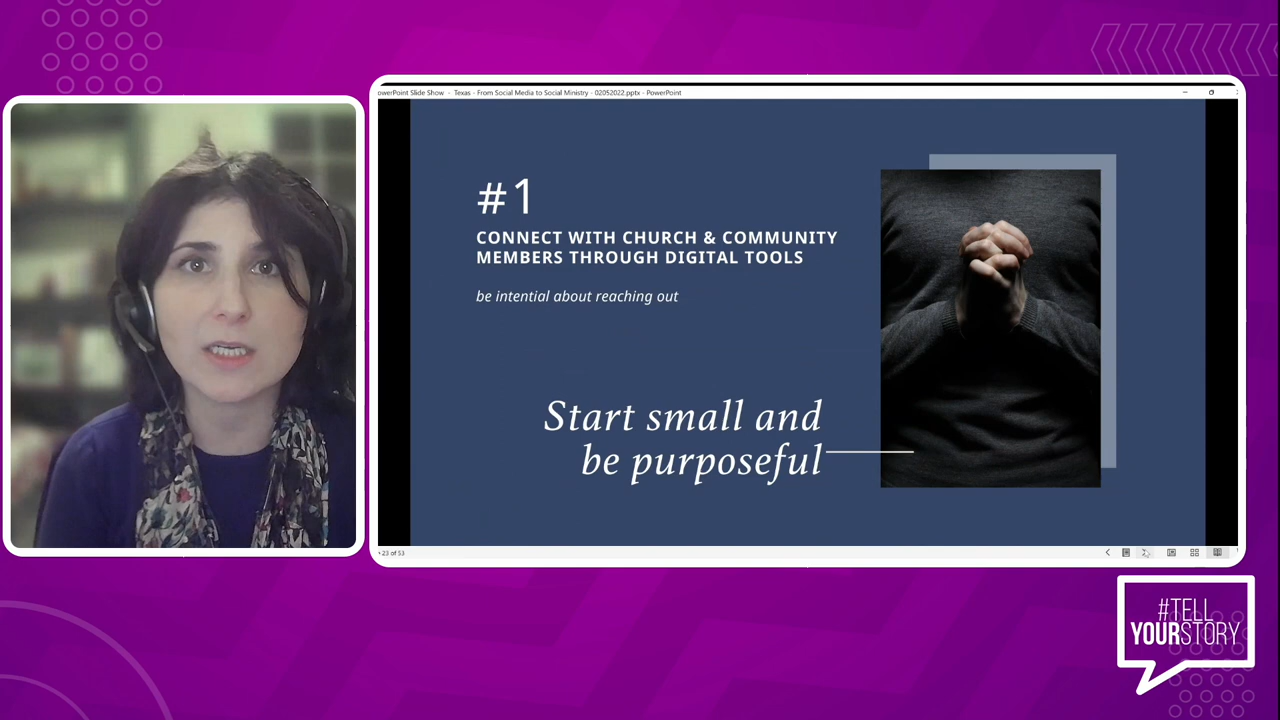 owerPoint Slide Show - Texas - From Social Media to Social Ministry - 02052022.pptx - PowerPoint
#1
CONNECT WITH CHURCH & COMMUNITY
MEMBERS THROUGH DIGITAL TOOLS
be intential about reaching out
Start small and
be purposeful
23 of 53
#TELL
YOURSTORY